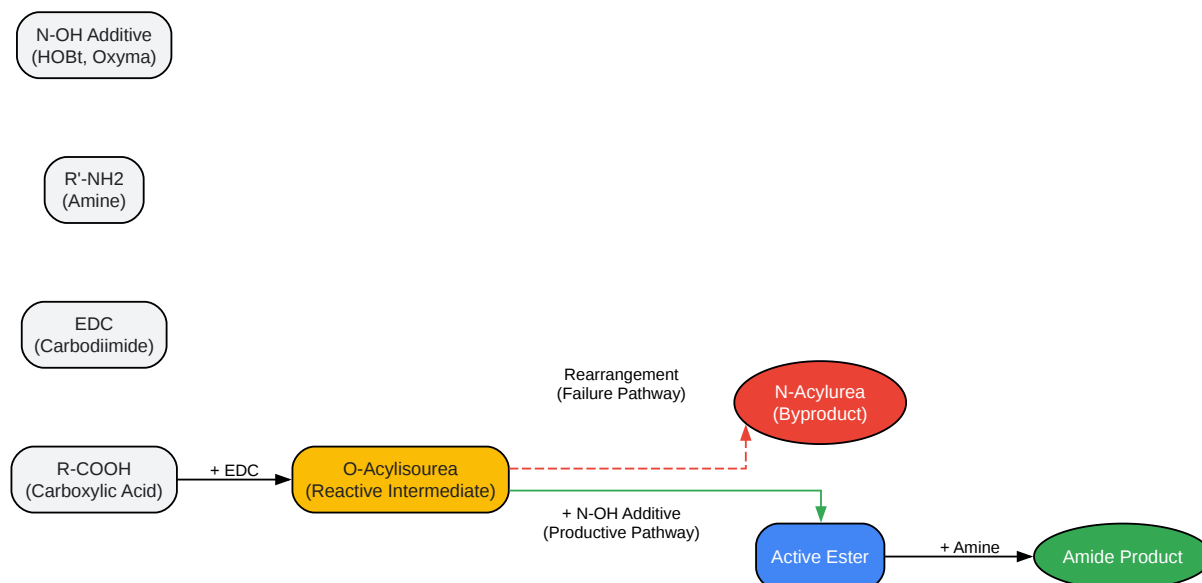 N-OH Additive
(HOBt, Oxyma)
R'-NH2
(Amine)
EDC
(Carbodiimide)
Rearrangement
(Failure Pathway)
N-Acylurea
(Byproduct)
R-COOH
(Carboxylic Acid)
+ EDC
O-Acylisourea
(Reactive Intermediate)
+ N-OH Additive
(Productive Pathway)
Active Ester
+ Amine
Amide Product